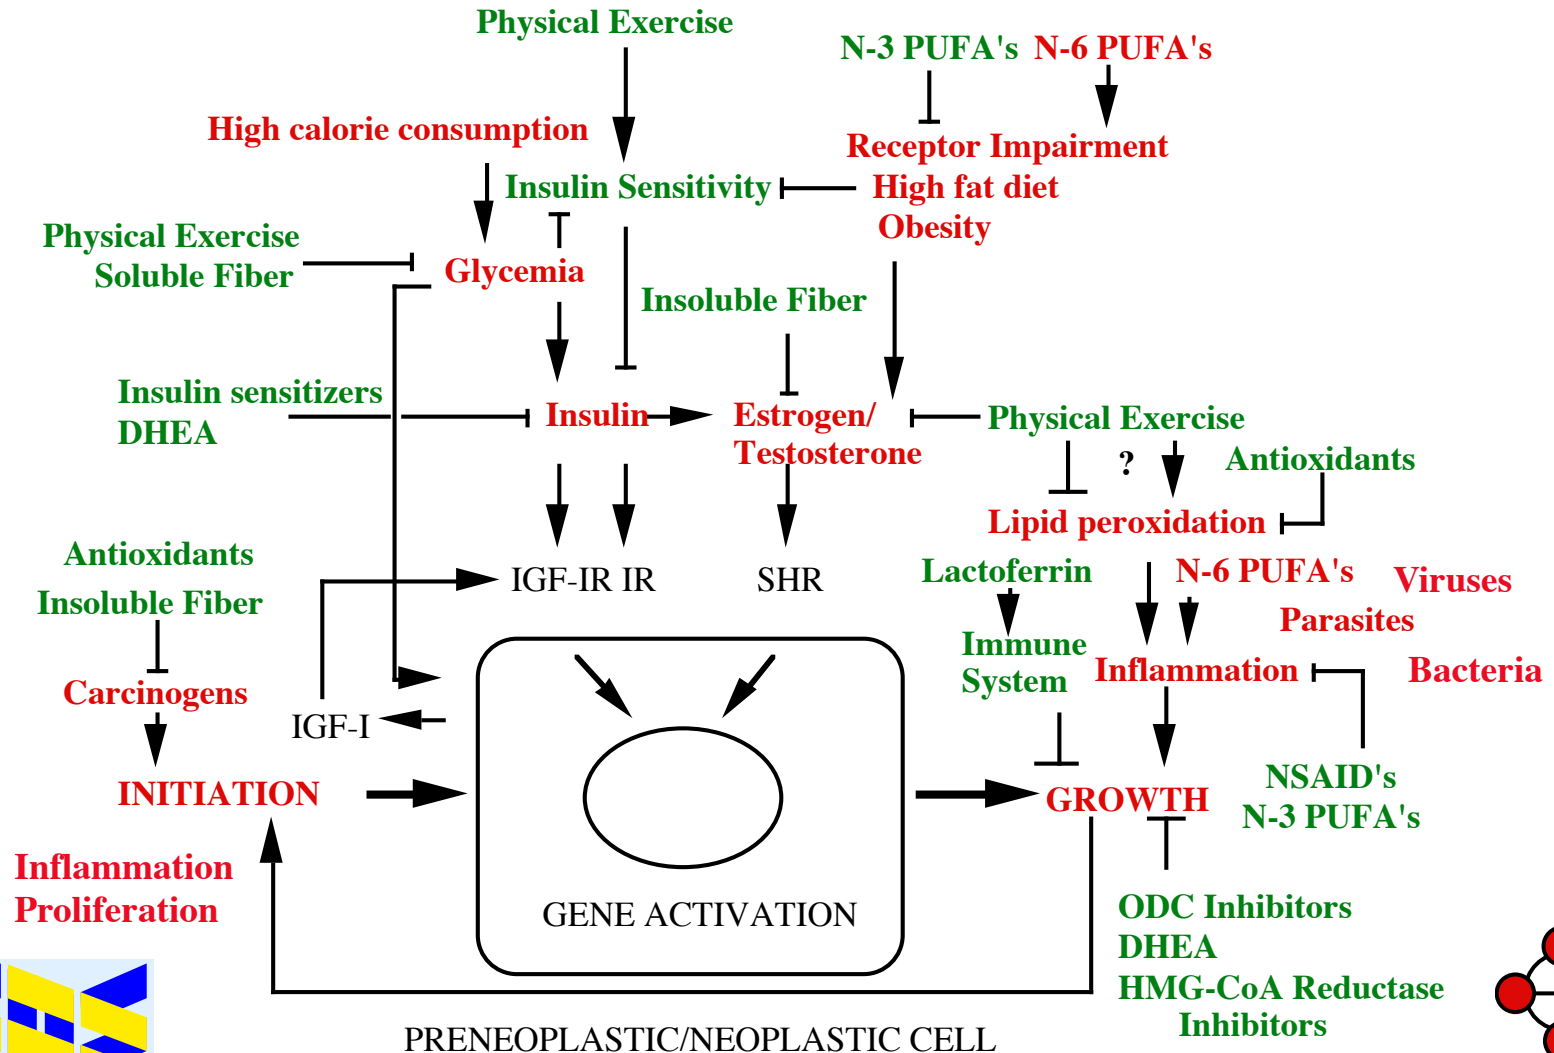 Physical Exercise
N-3 PUFA's N-6 PUFA's
High calorie consumption
Receptor Impairment
Insulin Sensitivity
High fat diet
Obesity
Physical Exercise
Soluble Fiber
Glycemia
Insoluble Fiber
Insulin sensitizers
DHEA
Insulin
Estrogen/
Testosterone
Physical Exercise
?
Antioxidants
Lipid peroxidation
Antioxidants
Insoluble Fiber
IGF-IR IR
SHR
Lactoferrin
N-6 PUFA's
Viruses
Parasites
Immune
System
Inflammation
Bacteria
Carcinogens
IGF-I
INITIATION
GROWTH
NSAID's
N-3 PUFA's
Inflammation
Proliferation
GENE ACTIVATION
ODC Inhibitors
DHEA
HMG-CoA Reductase
Inhibitors
PRENEOPLASTIC/NEOPLASTIC CELL